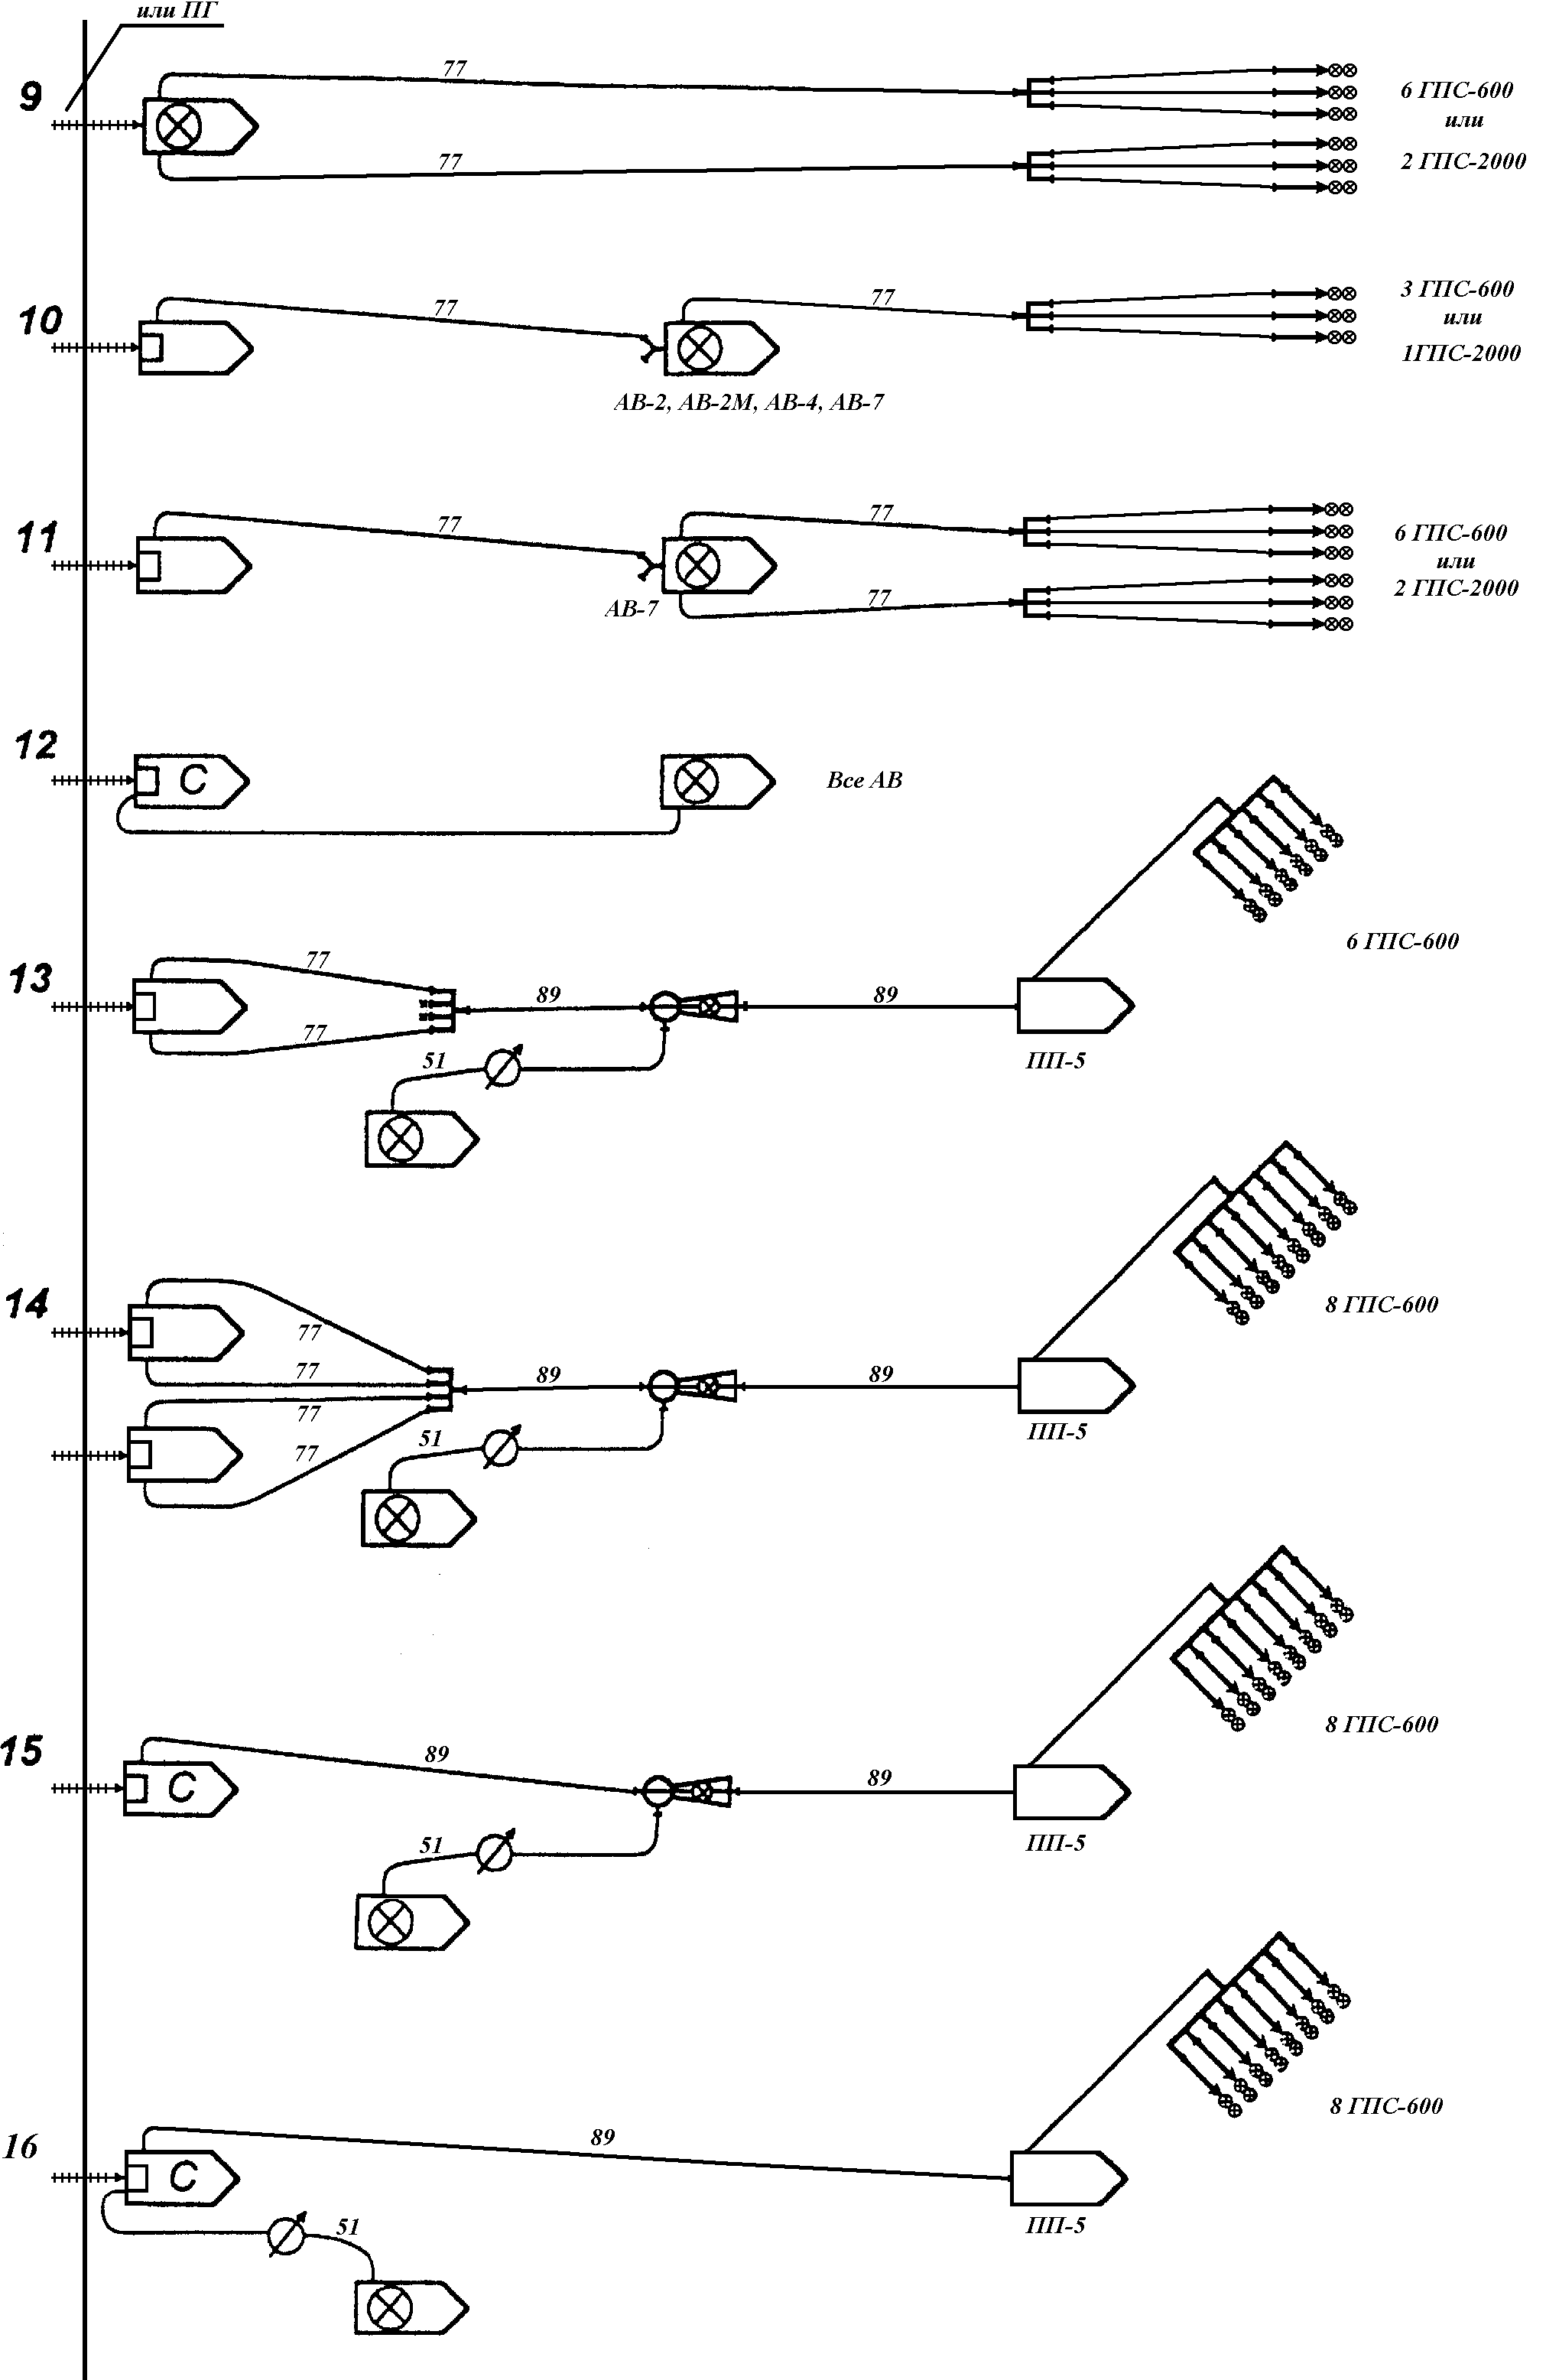 или ПГ
9
77
77
6 ГПС-600
или
2 ГПС-2000
10
77
77
3 ГПС-600
или
1ГПС-2000
АВ-2, АВ-2М, АВ-4, АВ-7
11
77
77
77
АВ-7
6 ГПС-600
или
2 ГПС-2000
12
С
Все АВ
13
77
77
89
89
51
ПП-5
6 ГПС-600
14
77
77
77
77
89
89
51
ПП-5
8 ГПС-600
15
С
89
89
51
ПП-5
8 ГПС-600
16
С
89
51
ПП-5
8 ГПС-600